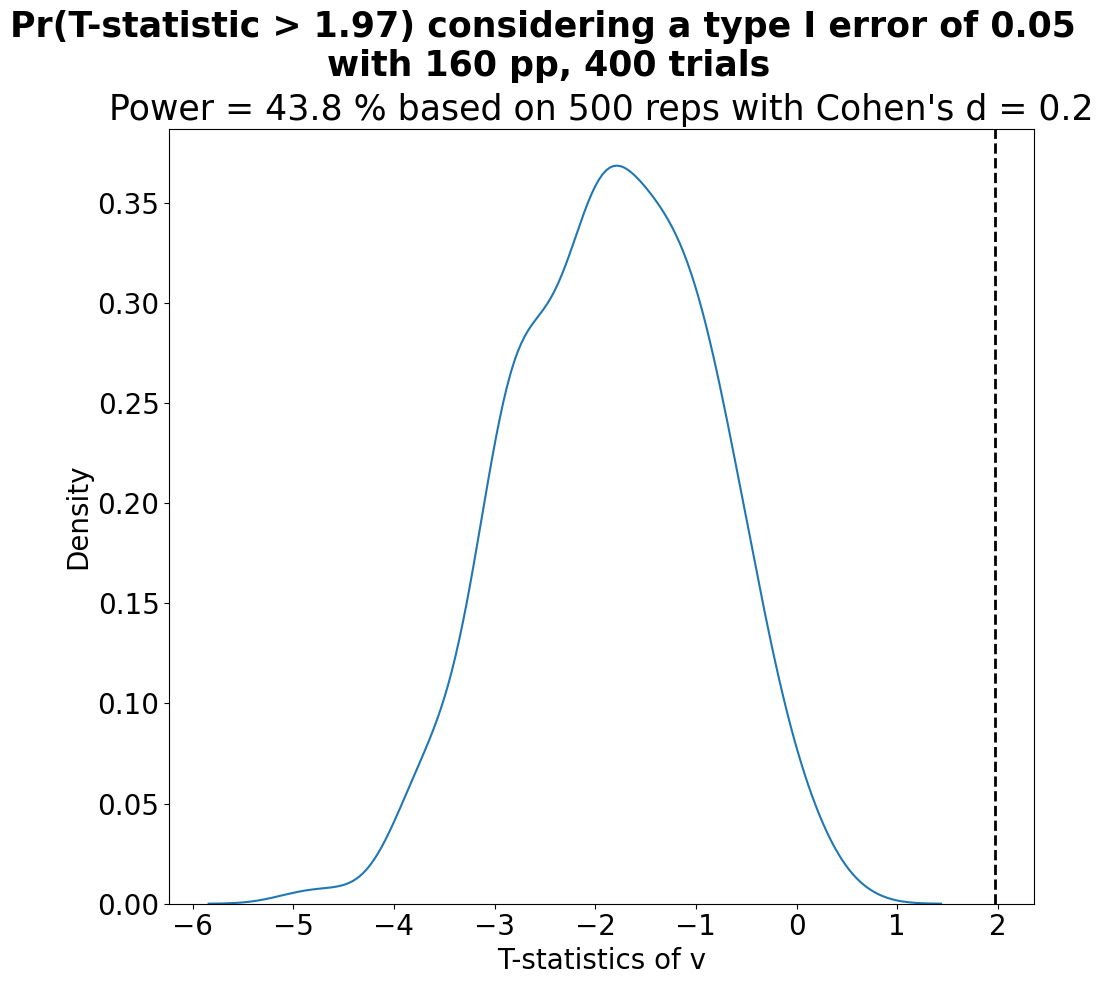 Pr(T-statistic > 1.97) considering a type I error of 0.05
with 160 pp, 400 trials
Power = 43.8 % based on 500 reps with Cohen's d = 0.2
0.35
0.30
0.25
0.20
0.15
0.10
0.05
0.00
Density
−6 −5 −4 −3 −2 −1 0 1 2
T-statistics of v